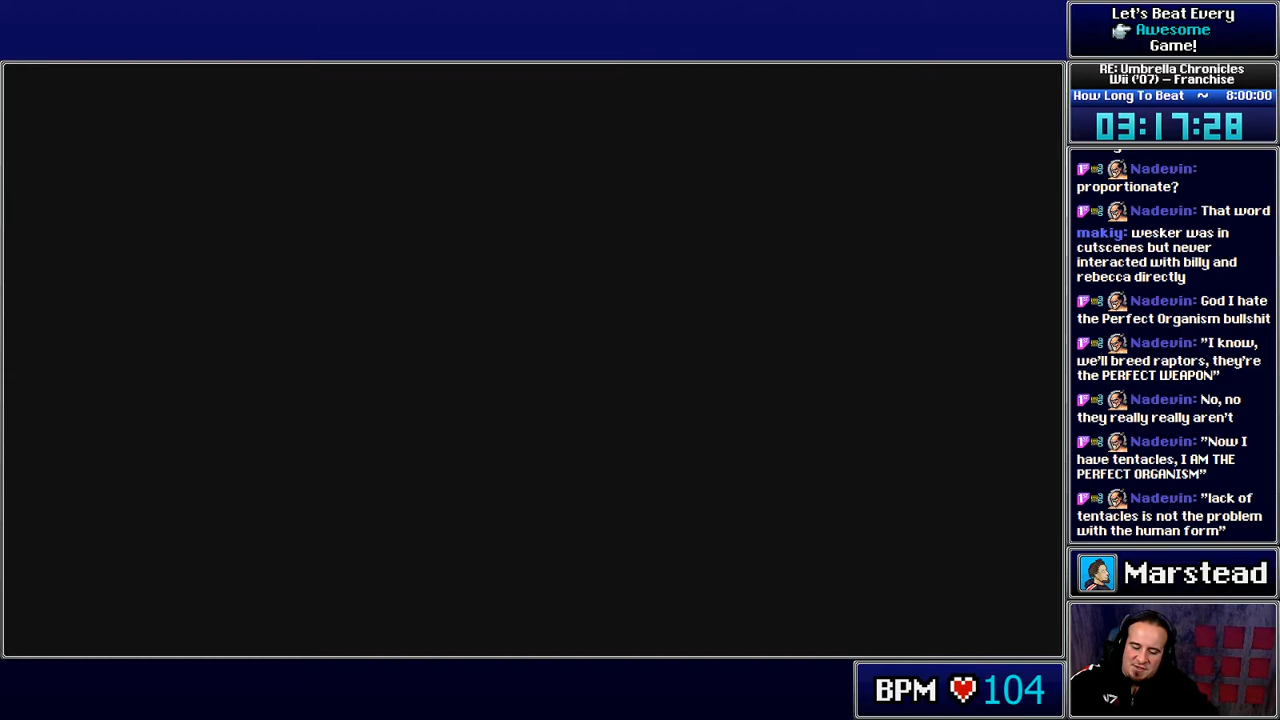 Let's Beat Every
Awesome
Game!
RE: Umbrella Chronicles
Wii ('07) – Franchise
How Long To Beat ~ 8:00:00
03:17:28
Nadevin:
proportionate?
Nadevin: That word
makiy: wesker was in
cutscenes but never
interacted with billy and
rebecca directly
Nadevin: God I hate
the Perfect Organism bullshit
Nadevin: "I know,
we'll breed raptors, they're
the PERFECT WEAPON"
Nadevin: No, no
they really really aren't
Nadevin: "Now I
have tentacles, I AM THE
PERFECT ORGANISM"
Nadevin: "lack of
tentacles is not the problem
with the human form"
Marstead
BPM 104